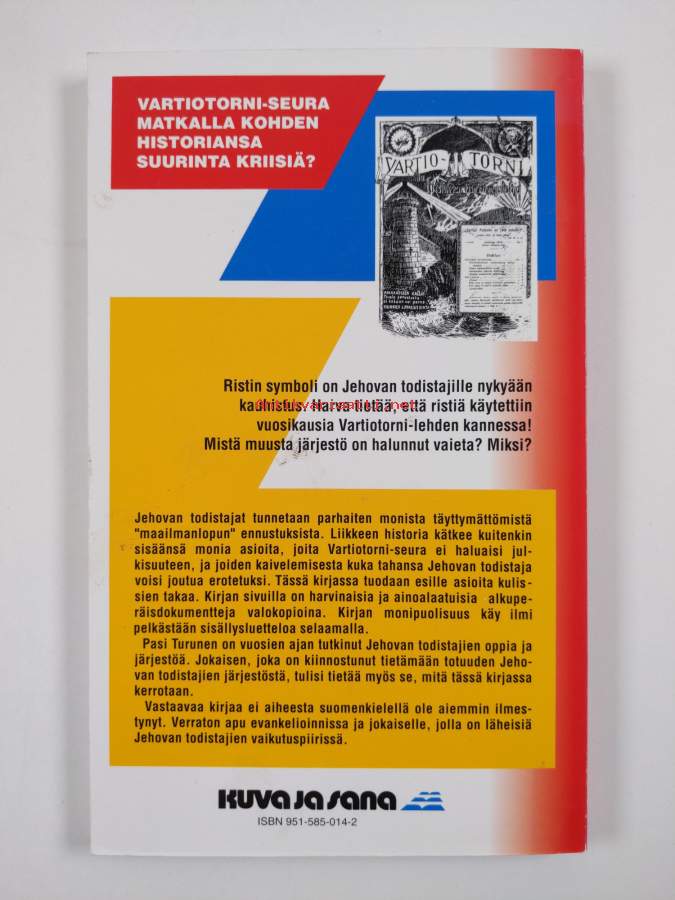 VARTIOTORNI-SEURA
MATKALLA KOHDEN
HISTORIANSA
SUURINTA KRIISIÄ?
VARTIO-TORNI
Ristin symboli on Jehovan todistajille nykyään
kauhistus. Harva tietää, että ristiä käytettiin
vuosikausia Vartiotorni-lehden kannessa!
Mistä muusta järjestö on halunnut vaieta? Miksi?
Jehovan todistajat tunnetaan parhaiten monista täyttymättömistä
"maailmanlopun" ennustuksista. Liikkeen historia kätkee kuitenkin
sisäänsä monia asioita, joita Vartiotorni-seura ei haluaisi jul-
kisuuteen, ja joiden kaivelemisesta kuka tahansa Jehovan todistaja
voisi joutua erotetuksi. Tässä kirjassa tuodaan esille asioita kulis-
sien takaa. Kirjan sivuilla on harvinaisia ja ainoalaatuisia alkupe-
räisdokumentteja valokopioina. Kirjan monipuolisuus käy ilmi
pelkästään sisällysluetteloa selaamalla.
Pasi Turunen on vuosien ajan tutkinut Jehovan todistajien oppia ja
järjestöä. Jokaisen, joka on kiinnostunut tietämään totuuden Jeho-
van todistajien järjestöstä, tulisi tietää myös se, mitä tässä kirjassa
kerrotaan.
Vastaavaa kirjaa ei aiheesta suomenkielellä ole aiemmin ilmes-
tynyt. Verraton apu evankelioinnissa ja jokaiselle, jolla on läheisiä
Jehovan todistajien vaikutuspiirissä.
KUVA JA SANA
ISBN 951-585-014-2